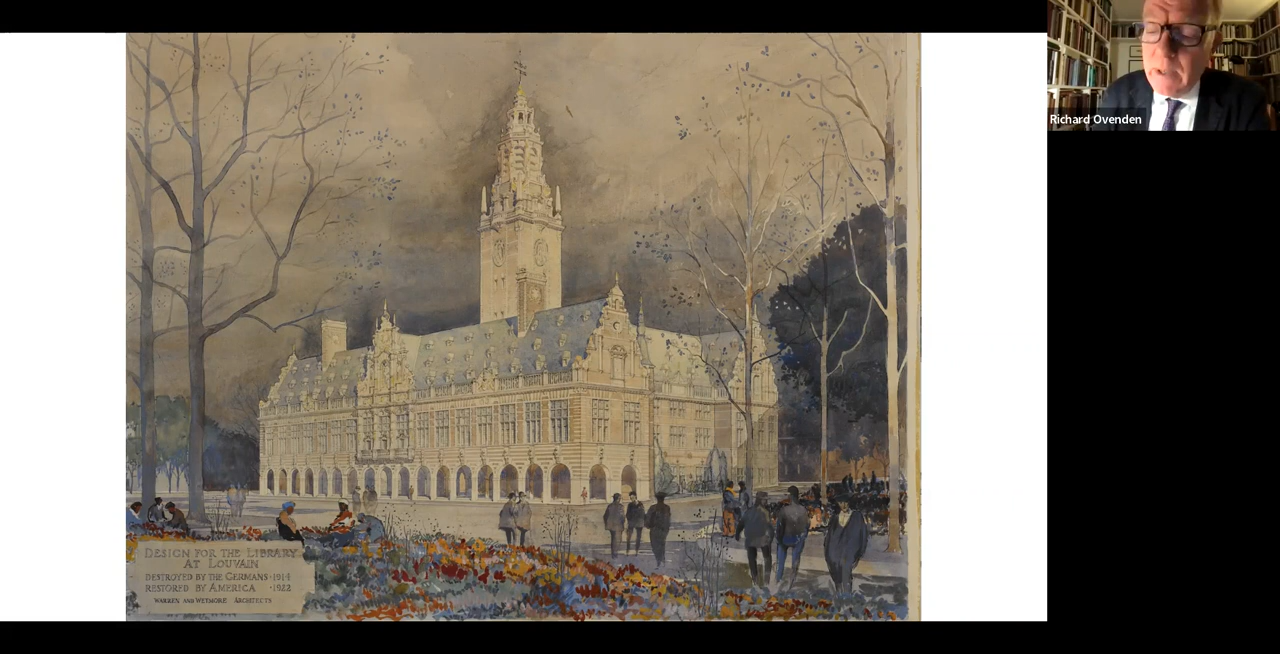 Richard Ovenden
DESIGN FOR THE LIBRARY
AT LOUVAIN
DESTROYED BY THE GERMANS · 1914
RESTORED BY AMERICA · 1922
WARREN AND WETMORE ARCHITECTS